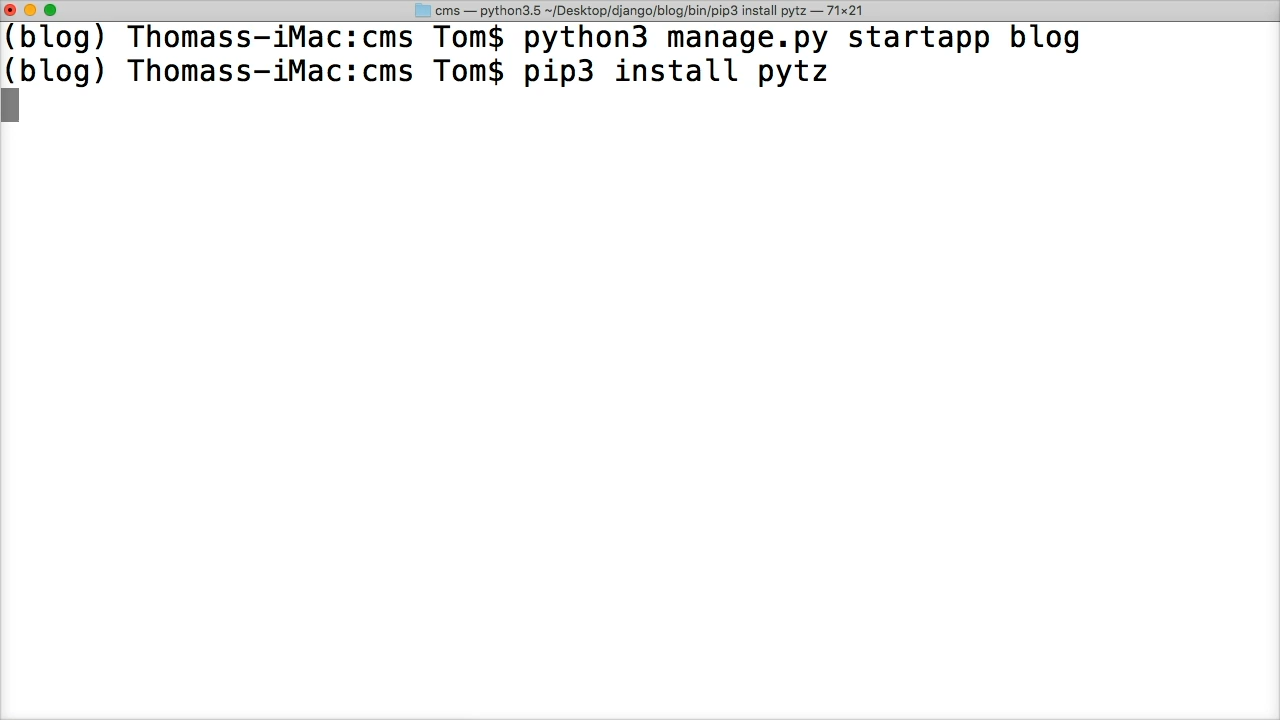 cms — python3.5 ~/Desktop/django/blog/bin/pip3 install pytz — 71×21
(blog) Thomass-iMac:cms Tom$ python3 manage.py startapp blog
(blog) Thomass-iMac:cms Tom$ pip3 install pytz